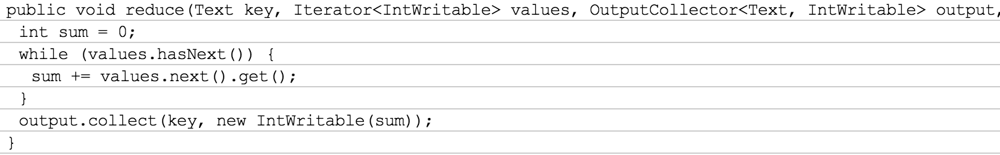 public void reduce(Text key, Iterator<IntWritable> values, OutputCollector<Text, IntWritable> output,
int sum = 0;
while (values.hasNext()) {
sum += values.next().get();
}
output.collect(key, new IntWritable(sum));
}